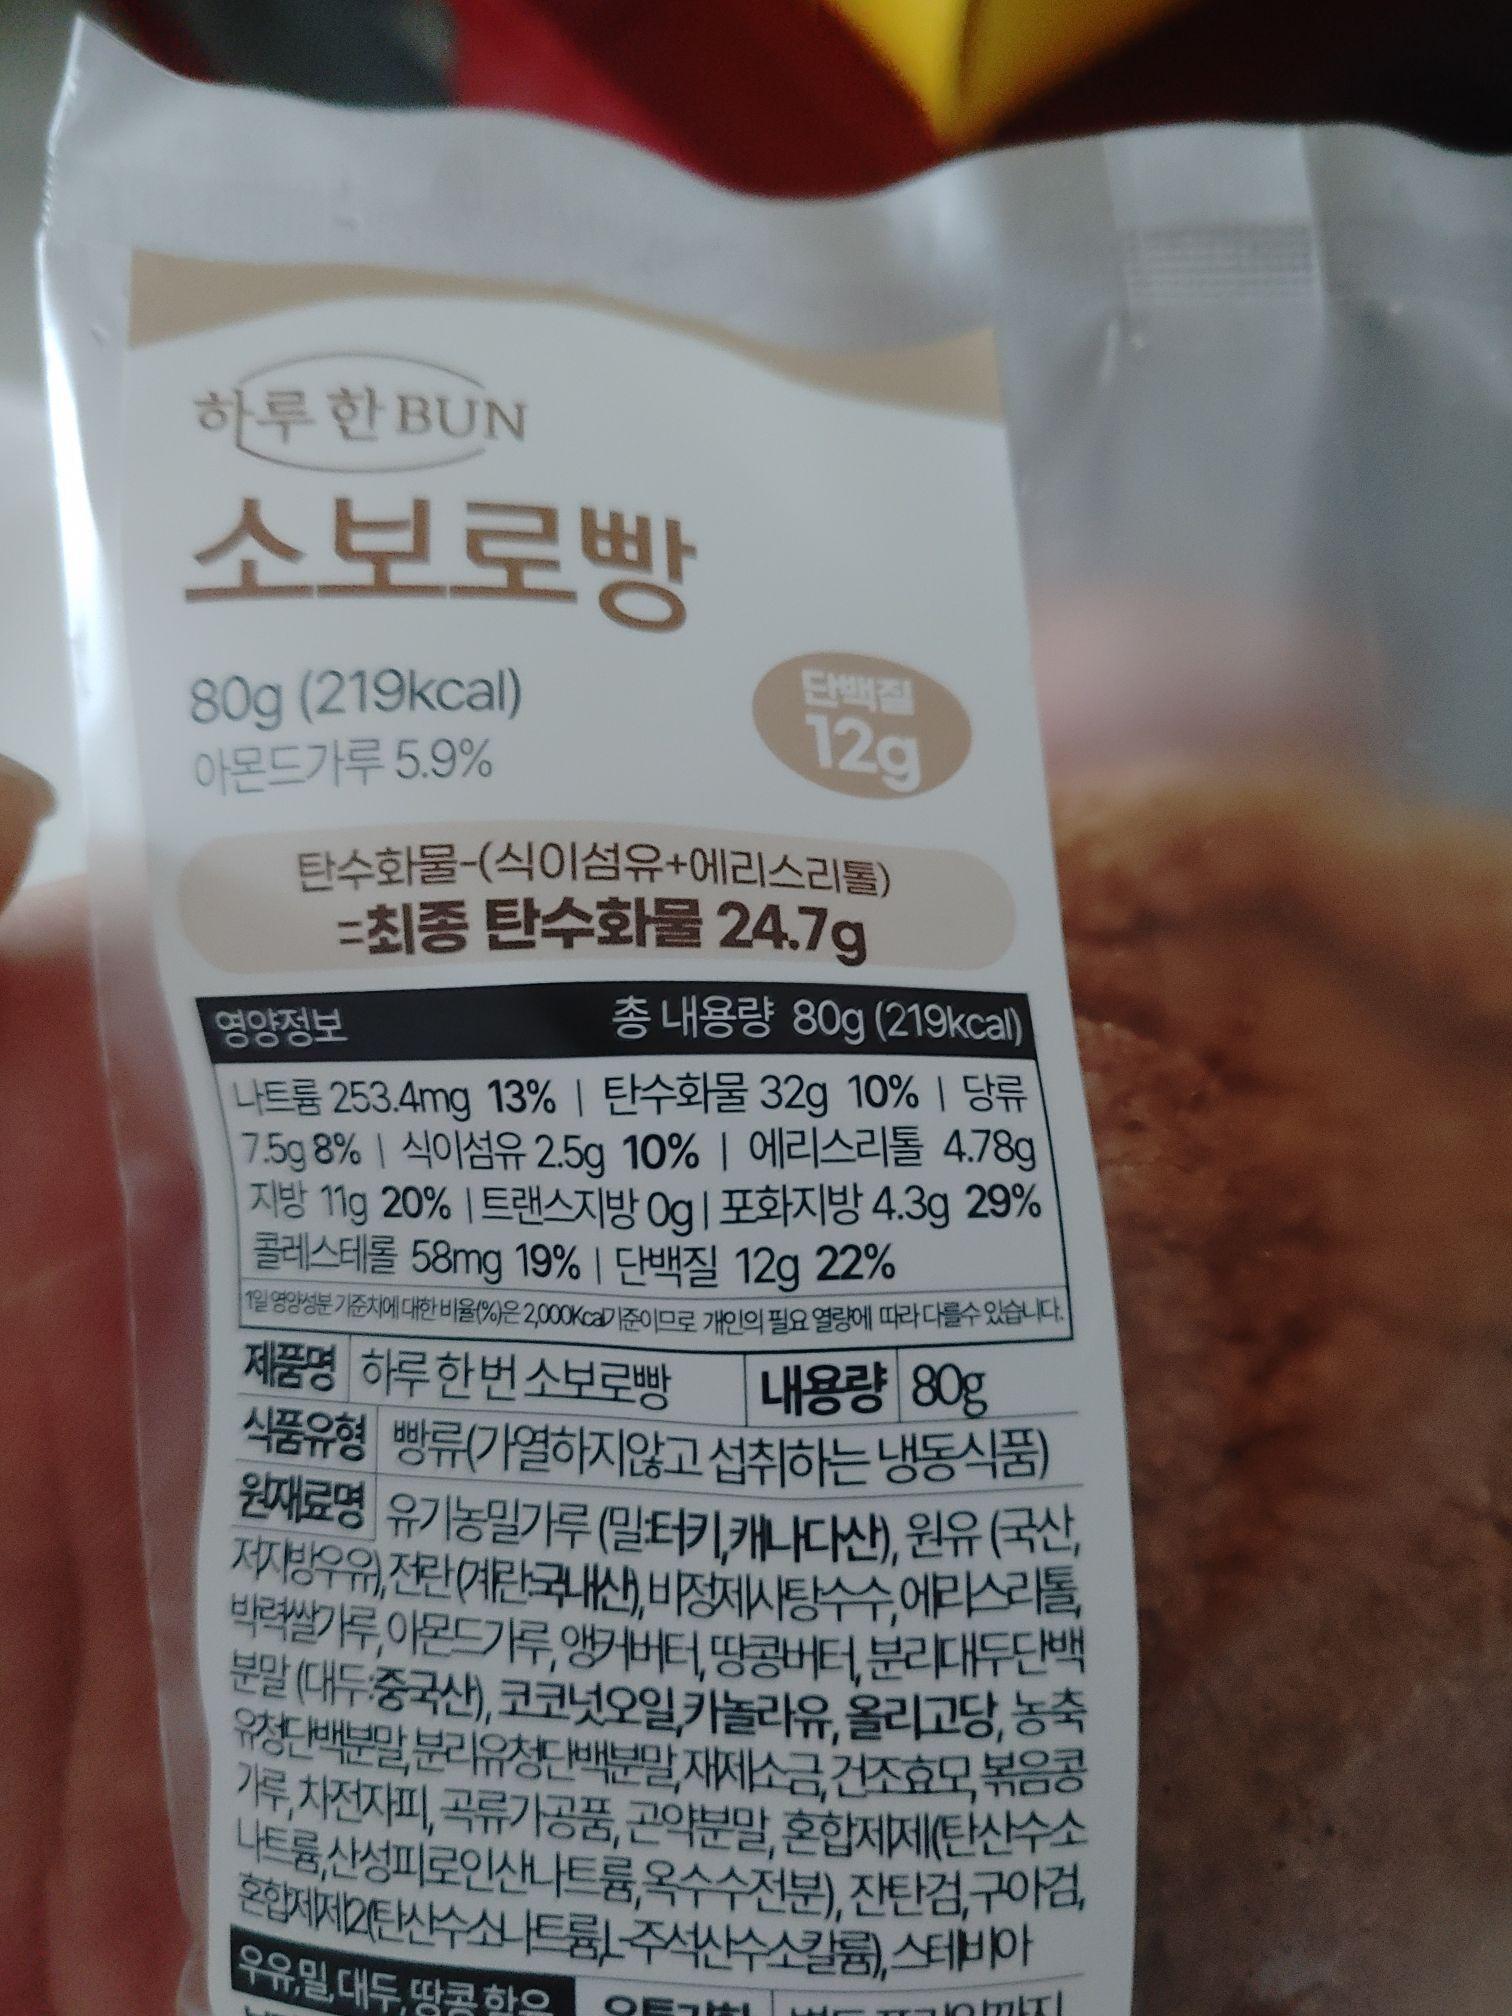 하루 한 BUN
소보로빵
80g (219kcal)
아몬드가루 5.9%
단백질
12g
탄수화물-(식이섬유+에리스리톨)
=최종 탄수화물 24.7g
영양정보 총 내용량 80g (219kcal)
나트륨 253.4mg 13% | 탄수화물 32g 10% | 당류
7.5g 8% | 식이섬유 2.5g 10% | 에리스리톨 4.78g
지방 11g 20% | 트랜스지방 0g | 포화지방 4.3g 29%
콜레스테롤 58mg 19% | 단백질 12g 22%
1일 영양성분 기준치에 대한 비율(%)은 2,000Kcal기준이므로 개인의 필요 열량에 따라 다를수 있습니다.
제품명 하루 한 번 소보로빵 내용량 80g
식품유형 빵류(가열하지않고 섭취하는 냉동식품)
원재료명 유기농밀가루 (밀:터키,캐나다산), 원유 (국산,
저지방우유), 전란(계란:국내산), 비정제사탕수수, 에리스리톨,
박력쌀가루, 아몬드가루, 앵커버터, 땅콩버터, 분리대두단백
분말 (대두:중국산), 코코넛오일, 카놀라유, 올리고당, 농축
유청단백분말, 분리유청단백분말, 재제소금, 건조효모, 볶음콩
가루, 차전자피, 곡류가공품, 곤약분말, 혼합제제(탄산수소
나트륨, 산성피로인산나트륨, 옥수수전분), 잔탄검, 구아검,
혼합제제2(탄산수소나트륨, L-주석산수소칼륨), 스테비아
우유, 밀, 대두, 땅콩 함유